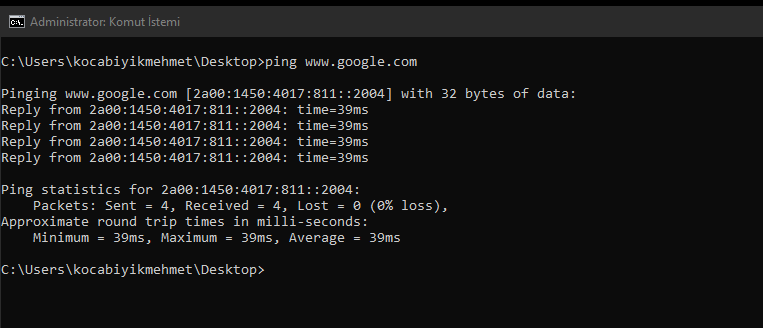 Administrator: Komut İstemi
C:\Users\kocabiyikmehmet\Desktop>ping www.google.com
Pinging www.google.com [2a00:1450:4017:811::2004] with 32 bytes of data:
Reply from 2a00:1450:4017:811::2004: time=39ms
Reply from 2a00:1450:4017:811::2004: time=39ms
Reply from 2a00:1450:4017:811::2004: time=39ms
Reply from 2a00:1450:4017:811::2004: time=39ms
Ping statistics for 2a00:1450:4017:811::2004:
    Packets: Sent = 4, Received = 4, Lost = 0 (0% loss),
Approximate round trip times in milli-seconds:
    Minimum = 39ms, Maximum = 39ms, Average = 39ms
C:\Users\kocabiyikmehmet\Desktop>